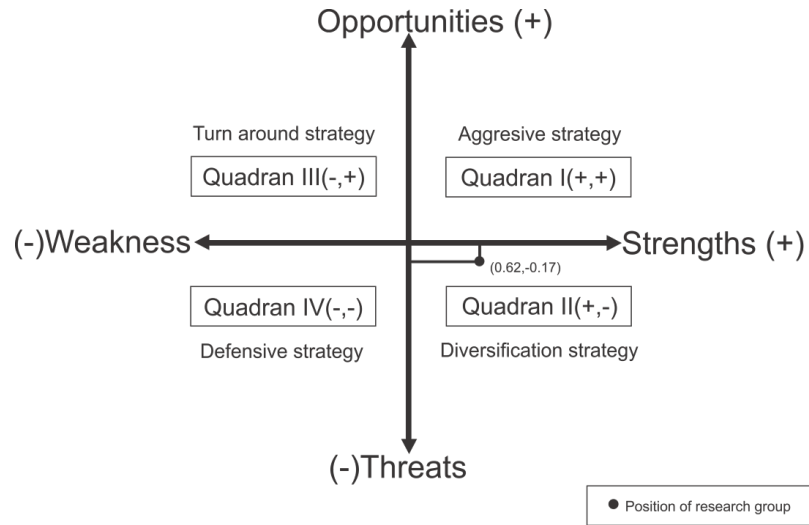 Opportunities (+)
Turn around strategy
Aggresive strategy
Quadran III(-,+)
Quadran I(+,+)
(-)Weakness
Strengths (+)
(0.62,-0.17)
Quadran IV(-,-)
Quadran II(+,-)
Defensive strategy
Diversification strategy
(-)Threats
Position of research group